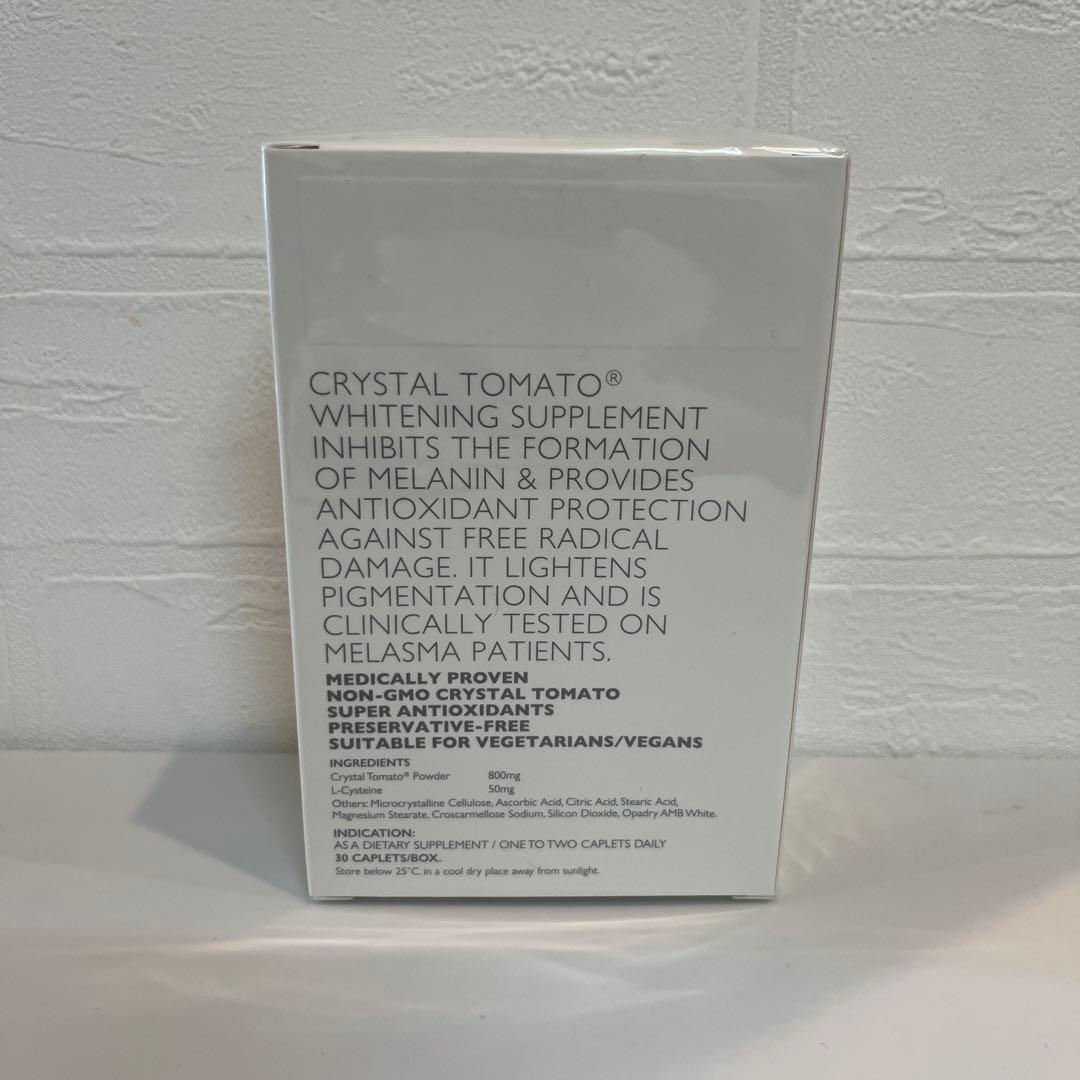 CRYSTAL TOMATO®
WHITENING SUPPLEMENT
INHIBITS THE FORMATION
OF MELANIN & PROVIDES
ANTIOXIDANT PROTECTION
AGAINST FREE RADICAL
DAMAGE. IT LIGHTENS
PIGMENTATION AND IS
CLINICALLY TESTED ON
MELASMA PATIENTS.
MEDICALLY PROVEN
NON-GMO CRYSTAL TOMATO
SUPER ANTIOXIDANTS
PRESERVATIVE-FREE
SUITABLE FOR VEGETARIANS/VEGANS
INGREDIENTS
Crystal Tomato® Powder 800mg
L-Cysteine 50mg
Others: Microcrystalline Cellulose, Ascorbic Acid, Citric Acid, Stearic Acid,
Magnesium Stearate, Croscarmellose Sodium, Silicon Dioxide, Opadry AMB White.
INDICATION:
AS A DIETARY SUPPLEMENT / ONE TO TWO CAPLETS DAILY
30 CAPLETS/BOX.
Store below 25°C, in a cool dry place away from sunlight.